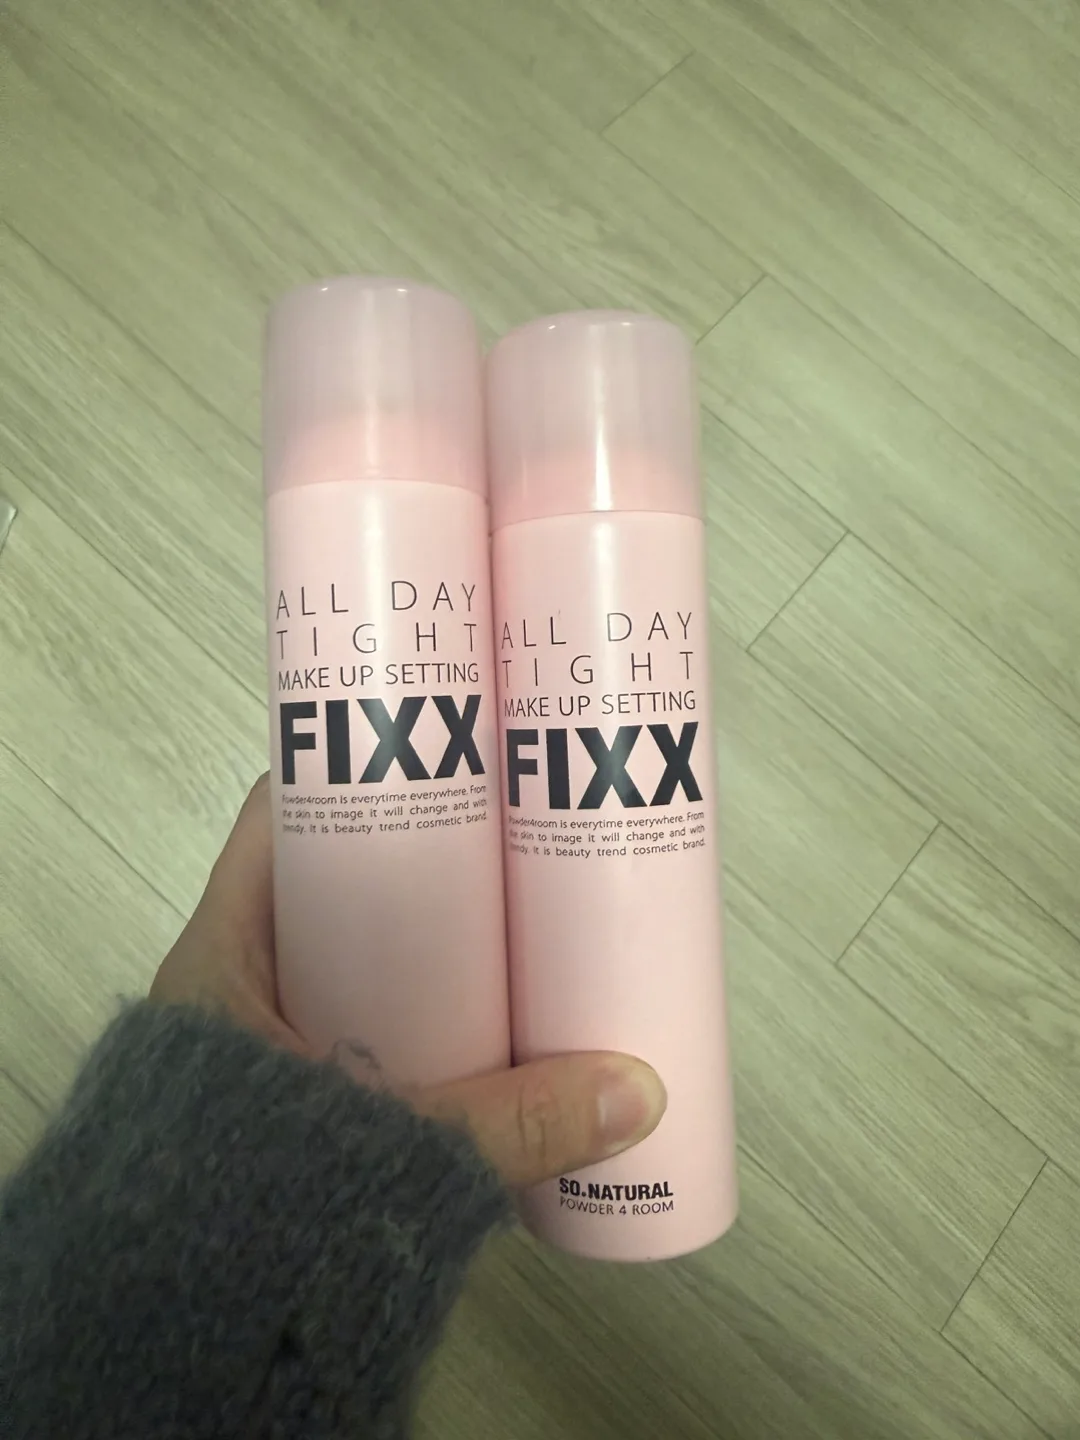 ALL DAY
TIGHT
MAKE UP SETTING
FIXX
Powder4room is everytime everywhere. From
the skin to image it will change and with
trendy. It is beauty trend cosmetic brand.
ALL DAY
TIGHT
MAKE UP SETTING
FIXX
Powder4room is everytime everywhere. From
the skin to image it will change and with
trendy. It is beauty trend cosmetic brand.
SO.NATURAL
POWDER 4 ROOM